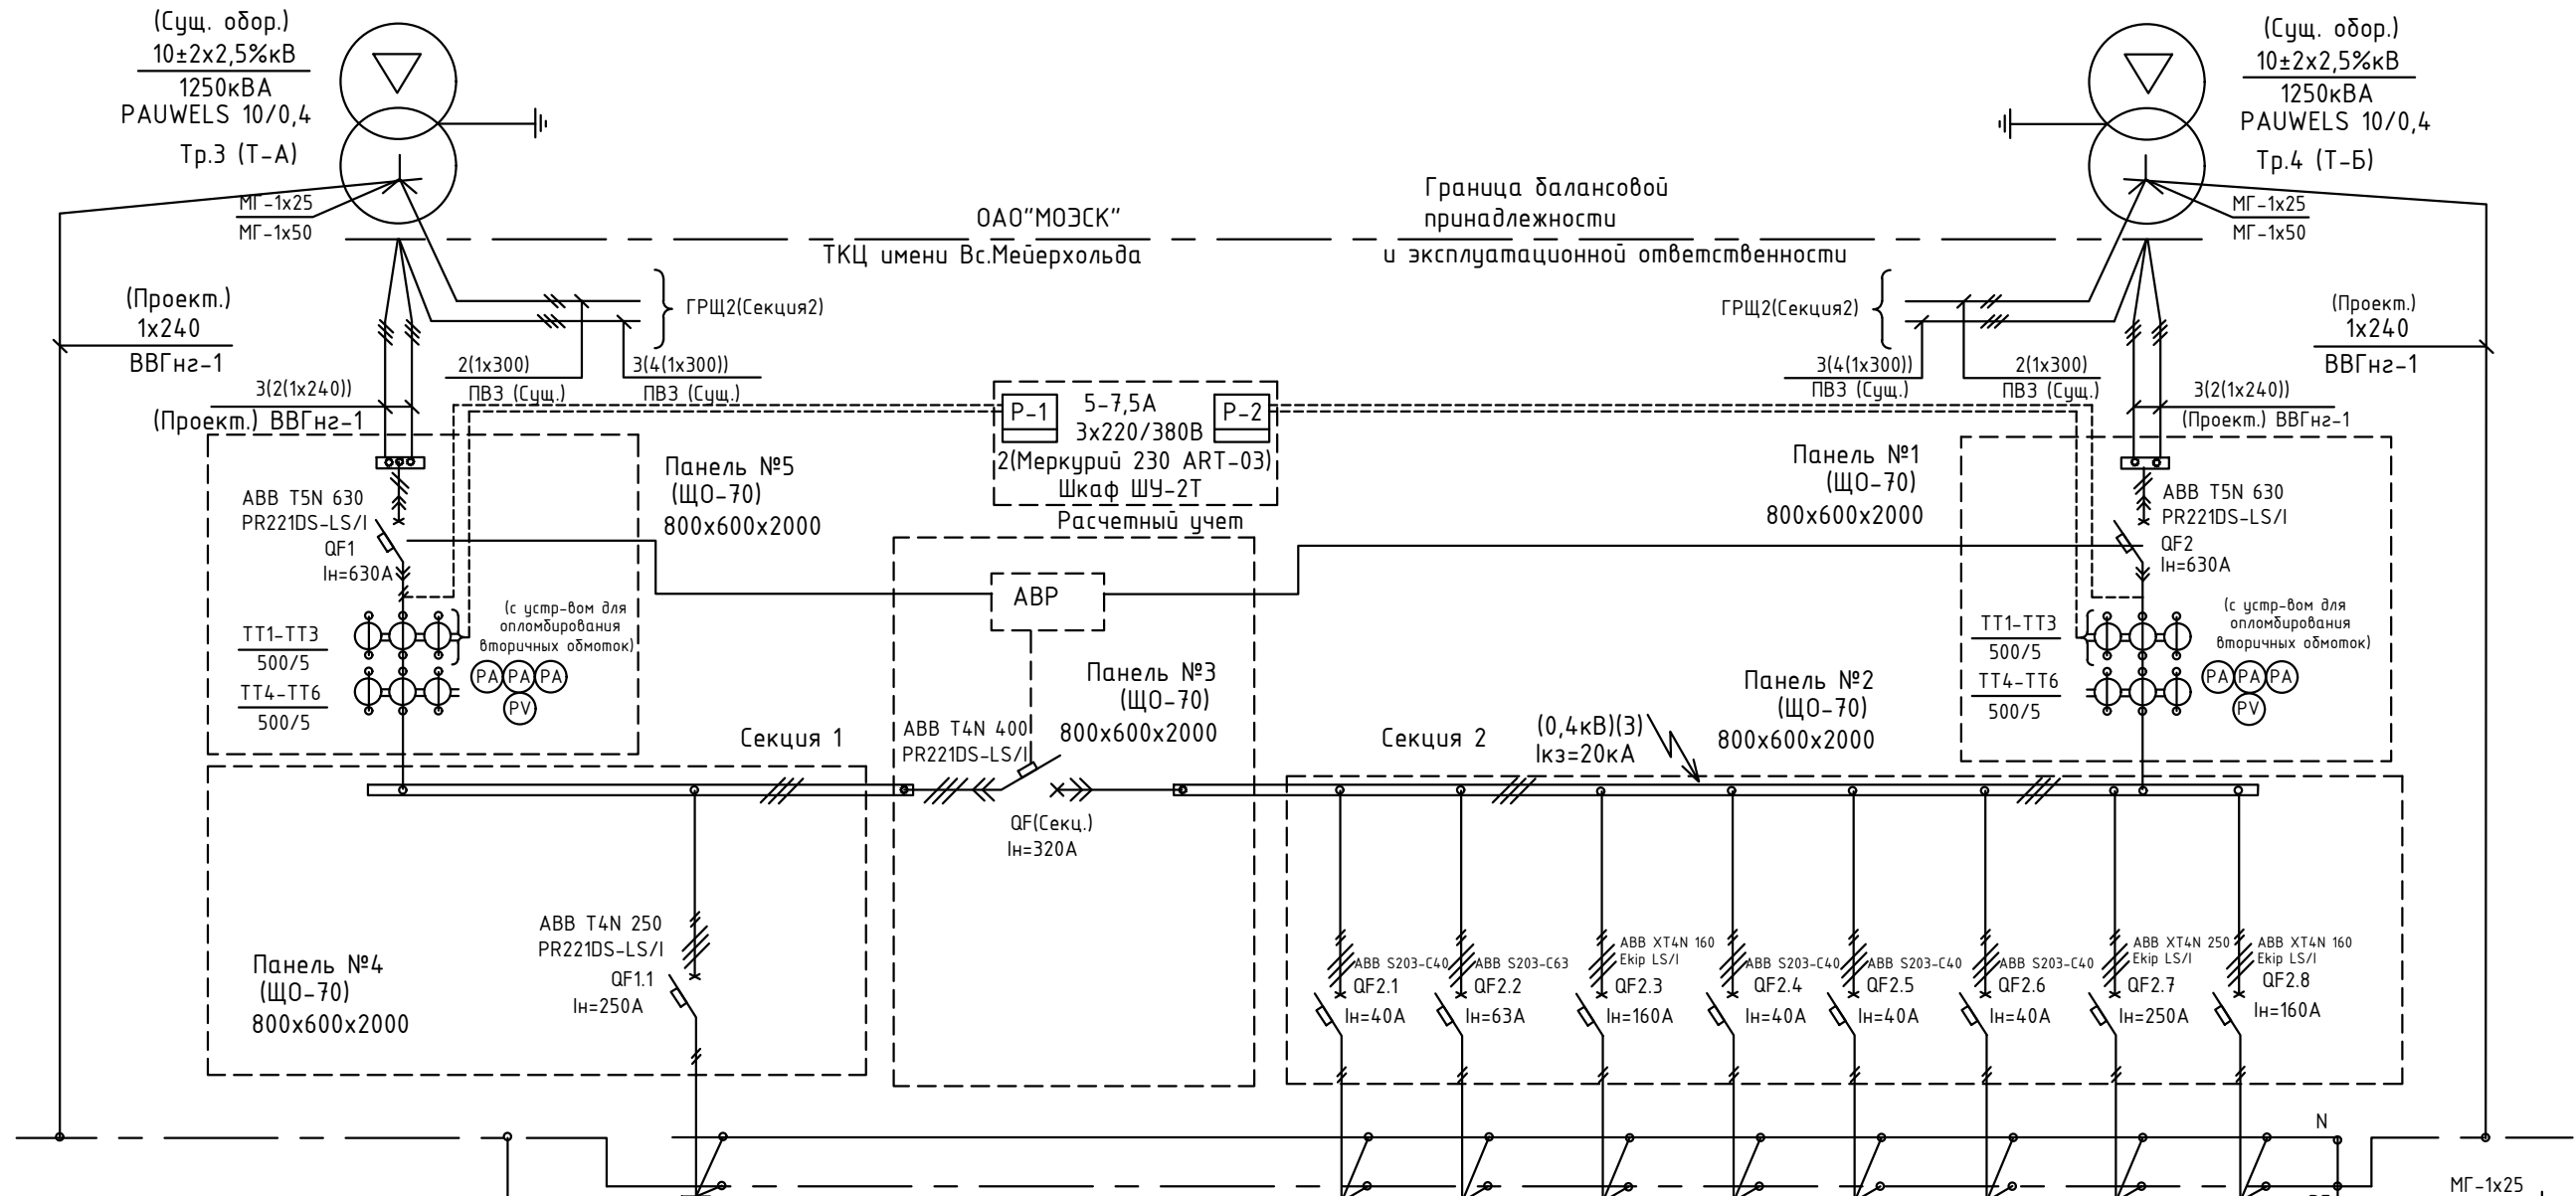 (Сущ. обор.)
10±2х2,5%кВ
1250кВА
PAUWELS 10/0,4
Тр.3 (Т-А)
МГ-1х25
МГ-1х50
(Сущ. обор.)
10±2х2,5%кВ
1250кВА
PAUWELS 10/0,4
Тр.4 (Т-Б)
МГ-1х25
МГ-1х50
ОАО"МОЭСК"
ТКЦ имени Вс.Мейерхольда
Граница балансовой
принадлежности
и эксплуатационной ответственности
(Проект.)
1х240
ВВГнг-1
3(2(1х240))
(Проект.) ВВГнг-1
ГРЩ2(Секция2)
2(1х300)
ПВ3 (Сущ.)
3(4(1х300))
ПВ3 (Сущ.)
ГРЩ2(Секция2)
3(4(1х300))
ПВ3 (Сущ.)
2(1х300)
ПВ3 (Сущ.)
(Проект.)
1х240
ВВГнг-1
3(2(1х240))
(Проект.) ВВГнг-1
Р-1
5-7,5А
3х220/380В
Р-2
2(Меркурий 230 ART-03)
Шкаф ШУ-2Т
Расчетный учет
Панель №5
(ЩО-70)
800х600х2000
ABB T5N 630
PR221DS-LS/I
QF1
Iн=630А
ТТ1-ТТ3
500/5
ТТ4-ТТ6
500/5
(с устр-вом для
опломбирования
вторичных обмоток)
PA PA PA
PV
Панель №1
(ЩО-70)
800х600х2000
ABB T5N 630
PR221DS-LS/I
QF2
Iн=630А
ТТ1-ТТ3
500/5
ТТ4-ТТ6
500/5
(с устр-вом для
опломбирования
вторичных обмоток)
PA PA PA
PV
АВР
Панель №3
(ЩО-70)
800х600х2000
ABB T4N 400
PR221DS-LS/I
QF(Секц.)
Iн=320А
Секция 1
Секция 2
(0,4кВ)(3)
Iкз=20кА
Панель №2
(ЩО-70)
800х600х2000
Панель №4
(ЩО-70)
800х600х2000
ABB T4N 250
PR221DS-LS/I
QF1.1
Iн=250А
ABB S203-C40
QF2.1
Iн=40А
ABB S203-C63
QF2.2
Iн=63А
ABB XT4N 160
Ekip LS/I
QF2.3
Iн=160А
ABB S203-C40
QF2.4
Iн=40А
ABB S203-C40
QF2.5
Iн=40А
ABB S203-C40
QF2.6
Iн=40А
ABB XT4N 250
Ekip LS/I
QF2.7
Iн=250А
ABB XT4N 160
Ekip LS/I
QF2.8
Iн=160А
N
МГ-1х25